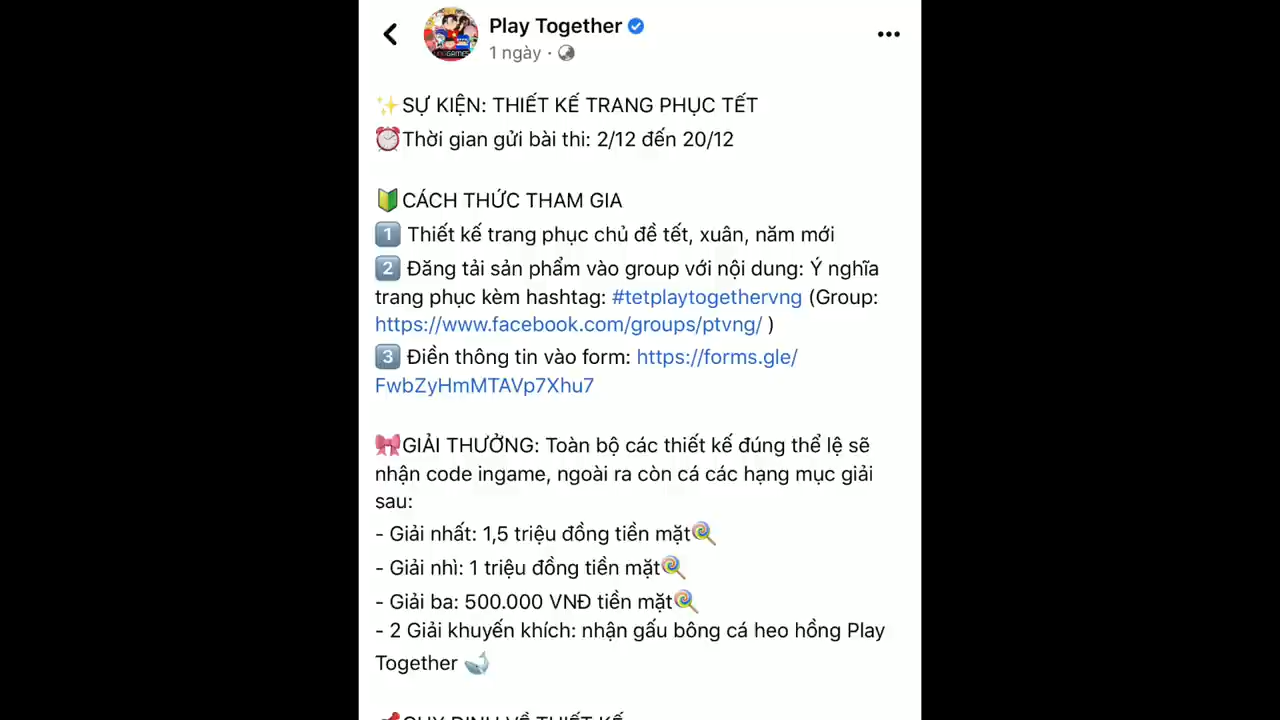 Play Together
1 ngày ·
✨SỰ KIỆN: THIẾT KẾ TRANG PHỤC TẾT
⏰Thời gian gửi bài thi: 2/12 đến 20/12
🔰CÁCH THỨC THAM GIA
1️⃣ Thiết kế trang phục chủ đề tết, xuân, năm mới
2️⃣ Đăng tải sản phẩm vào group với nội dung: Ý nghĩa
trang phục kèm hashtag: #tetplaytogethervng (Group:
https://www.facebook.com/groups/ptvng/ )
3️⃣ Điền thông tin vào form: https://forms.gle/
FwbZyHmMTAVp7Xhu7
🎀GIẢI THƯỞNG: Toàn bộ các thiết kế đúng thể lệ sẽ
nhận code ingame, ngoài ra còn cá các hạng mục giải
sau:
- Giải nhất: 1,5 triệu đồng tiền mặt🍭
- Giải nhì: 1 triệu đồng tiền mặt🍭
- Giải ba: 500.000 VNĐ tiền mặt🍭
- 2 Giải khuyến khích: nhận gấu bông cá heo hồng Play
Together 🐳
QUY ĐỊNH VỀ THIẾT KẾ